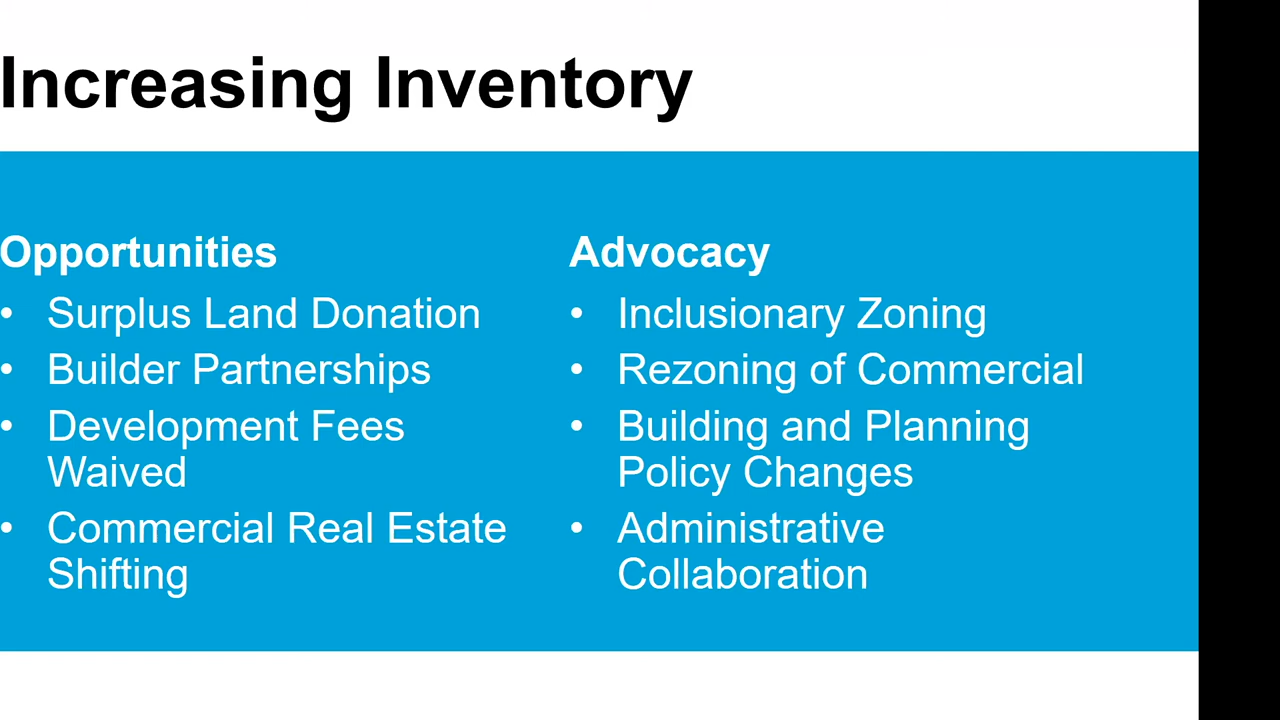 Increasing Inventory
Opportunities
• Surplus Land Donation
• Builder Partnerships
• Development Fees
Waived
• Commercial Real Estate
Shifting
Advocacy
• Inclusionary Zoning
• Rezoning of Commercial
• Building and Planning
Policy Changes
• Administrative
Collaboration